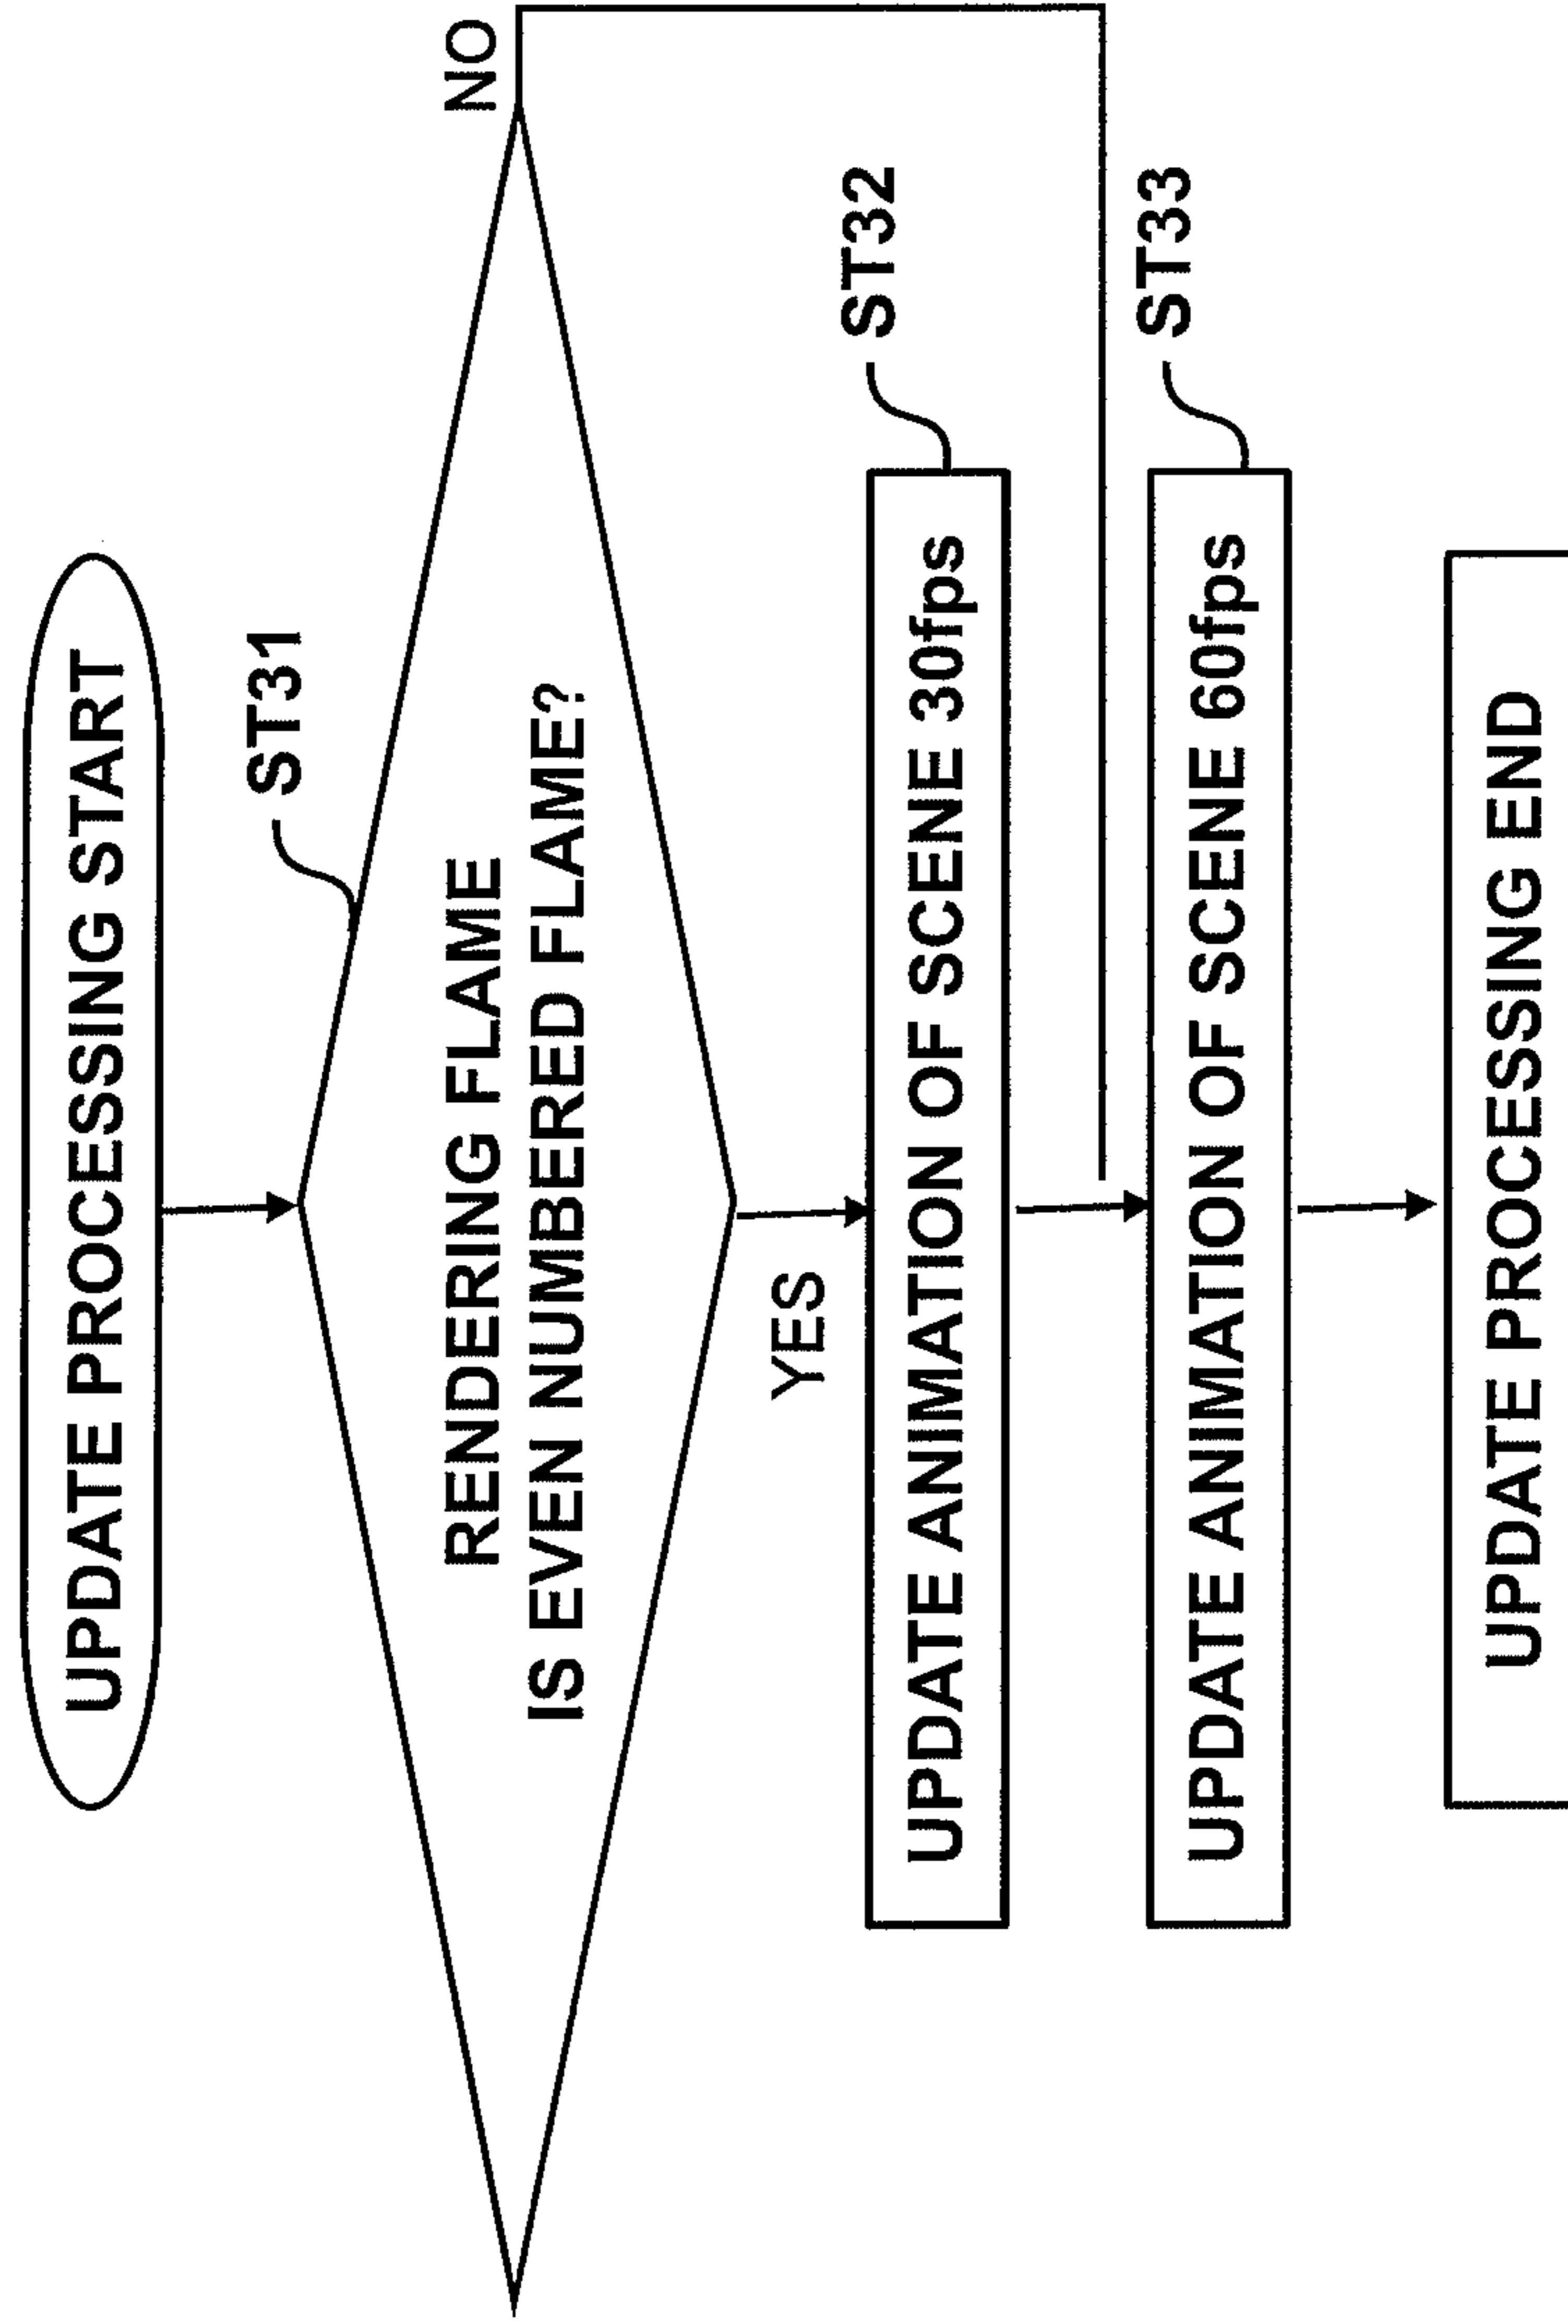 UPDATE PROCESSING START
ST31
RENDERING FLAME
IS EVEN NUMBERED FLAME?
NO
YES
ST32
UPDATE ANIMATION OF SCENE 30fps
ST33
UPDATE ANIMATION OF SCENE 60fps
UPDATE PROCESSING END